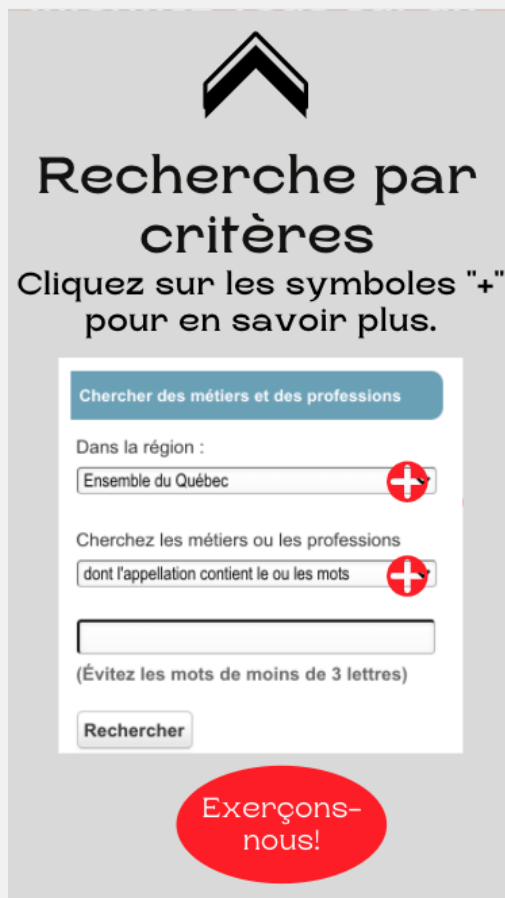 Recherche par
critères
Cliquez sur les symboles "+"
pour en savoir plus.
Chercher des métiers et des professions
Dans la région :
Ensemble du Québec
Cherchez les métiers ou les professions
dont l'appellation contient le ou les mots
(Évitez les mots de moins de 3 lettres)
Rechercher
Exerçons-
nous!